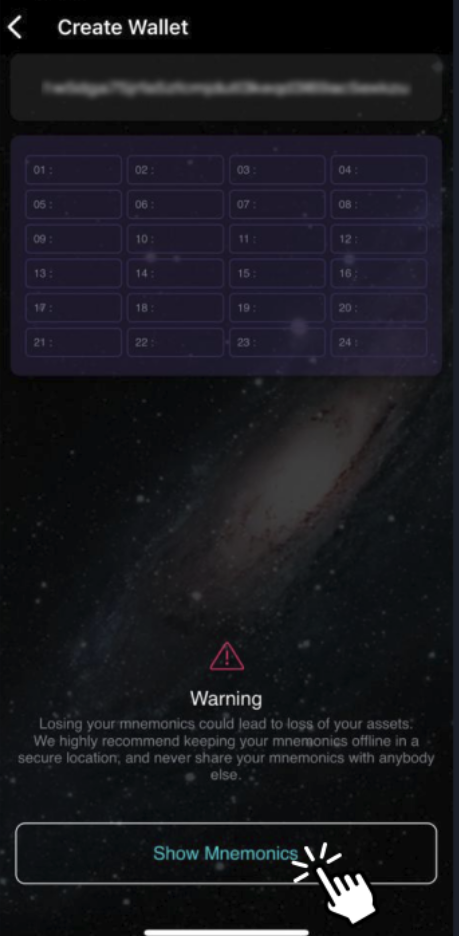 Create Wallet
01 : 02 : 03 : 04 :
05 : 06 : 07 : 08 :
09 : 10 : 11 : 12 :
13 : 14 : 15 : 16 :
17 : 18 : 19 : 20 :
21 : 22 : 23 : 24 :
Warning
Losing your mnemonics could lead to loss of your assets.
We highly recommend keeping your mnemonics offline in a
secure location, and never share your mnemonics with anybody
else.
Show Mnemonics